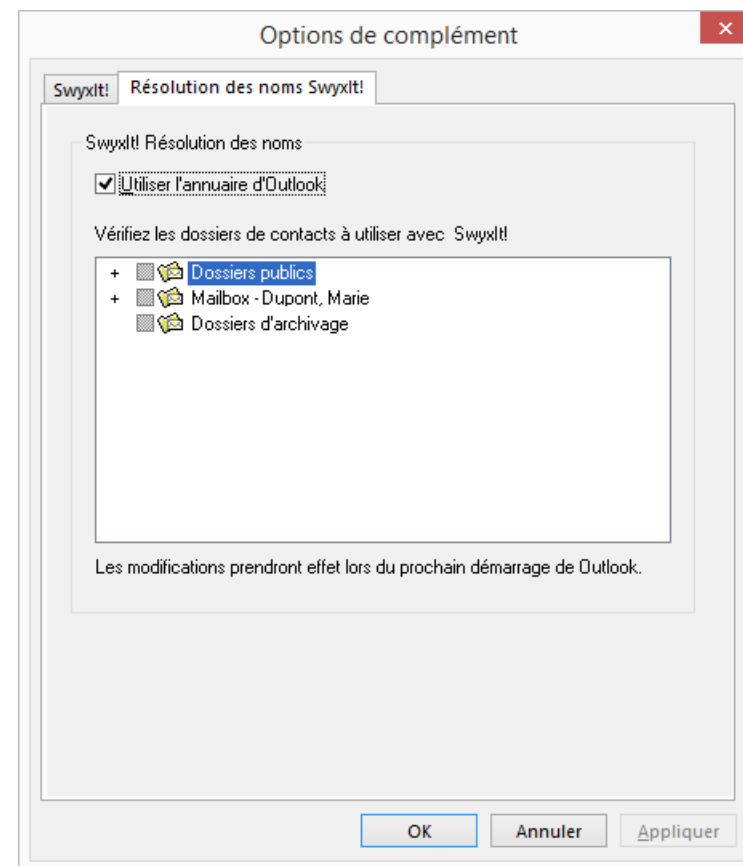 Options de complément
SwyxIt!
Résolution des noms SwyxIt!
SwyxIt! Résolution des noms
Utiliser l'annuaire d'Outlook
Vérifiez les dossiers de contacts à utiliser avec  SwyxIt!
Dossiers publics
Mailbox - Dupont, Marie
Dossiers d'archivage
Les modifications prendront effet lors du prochain démarrage de Outlook.
OK
Annuler
Appliquer